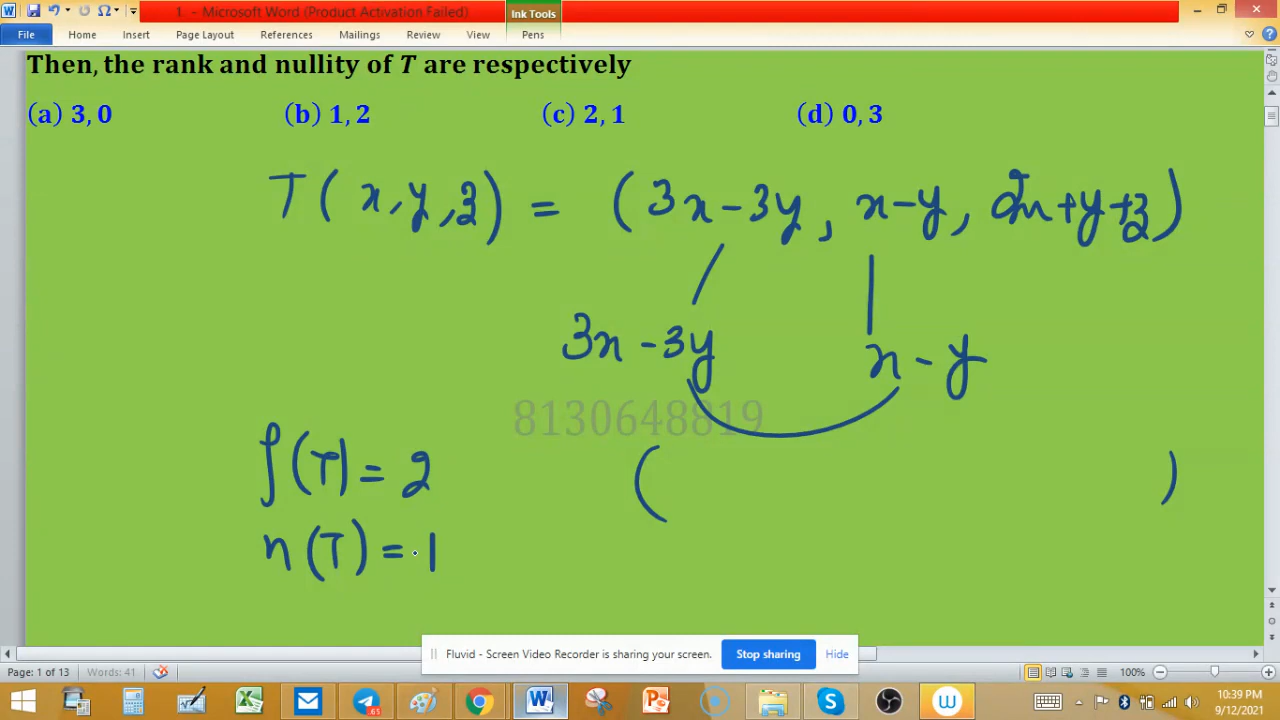 1. - Microsoft Word (Product Activation Failed)
Ink Tools
File Home Insert Page Layout References Mailings Review View Pens
Then, the rank and nullity of T are respectively
(a) 3, 0 (b) 1, 2 (c) 2, 1 (d) 0, 3
T(x, y, z) = (3x - 3y, x - y, 2x + y + z)
3x - 3y x - y
8130648819
ρ(T) = 2 ( )
n(T) = 1
Fluvid - Screen Video Recorder is sharing your screen. Stop sharing Hide
Page: 1 of 13 Words: 41 100%
10:39 PM
9/12/2021